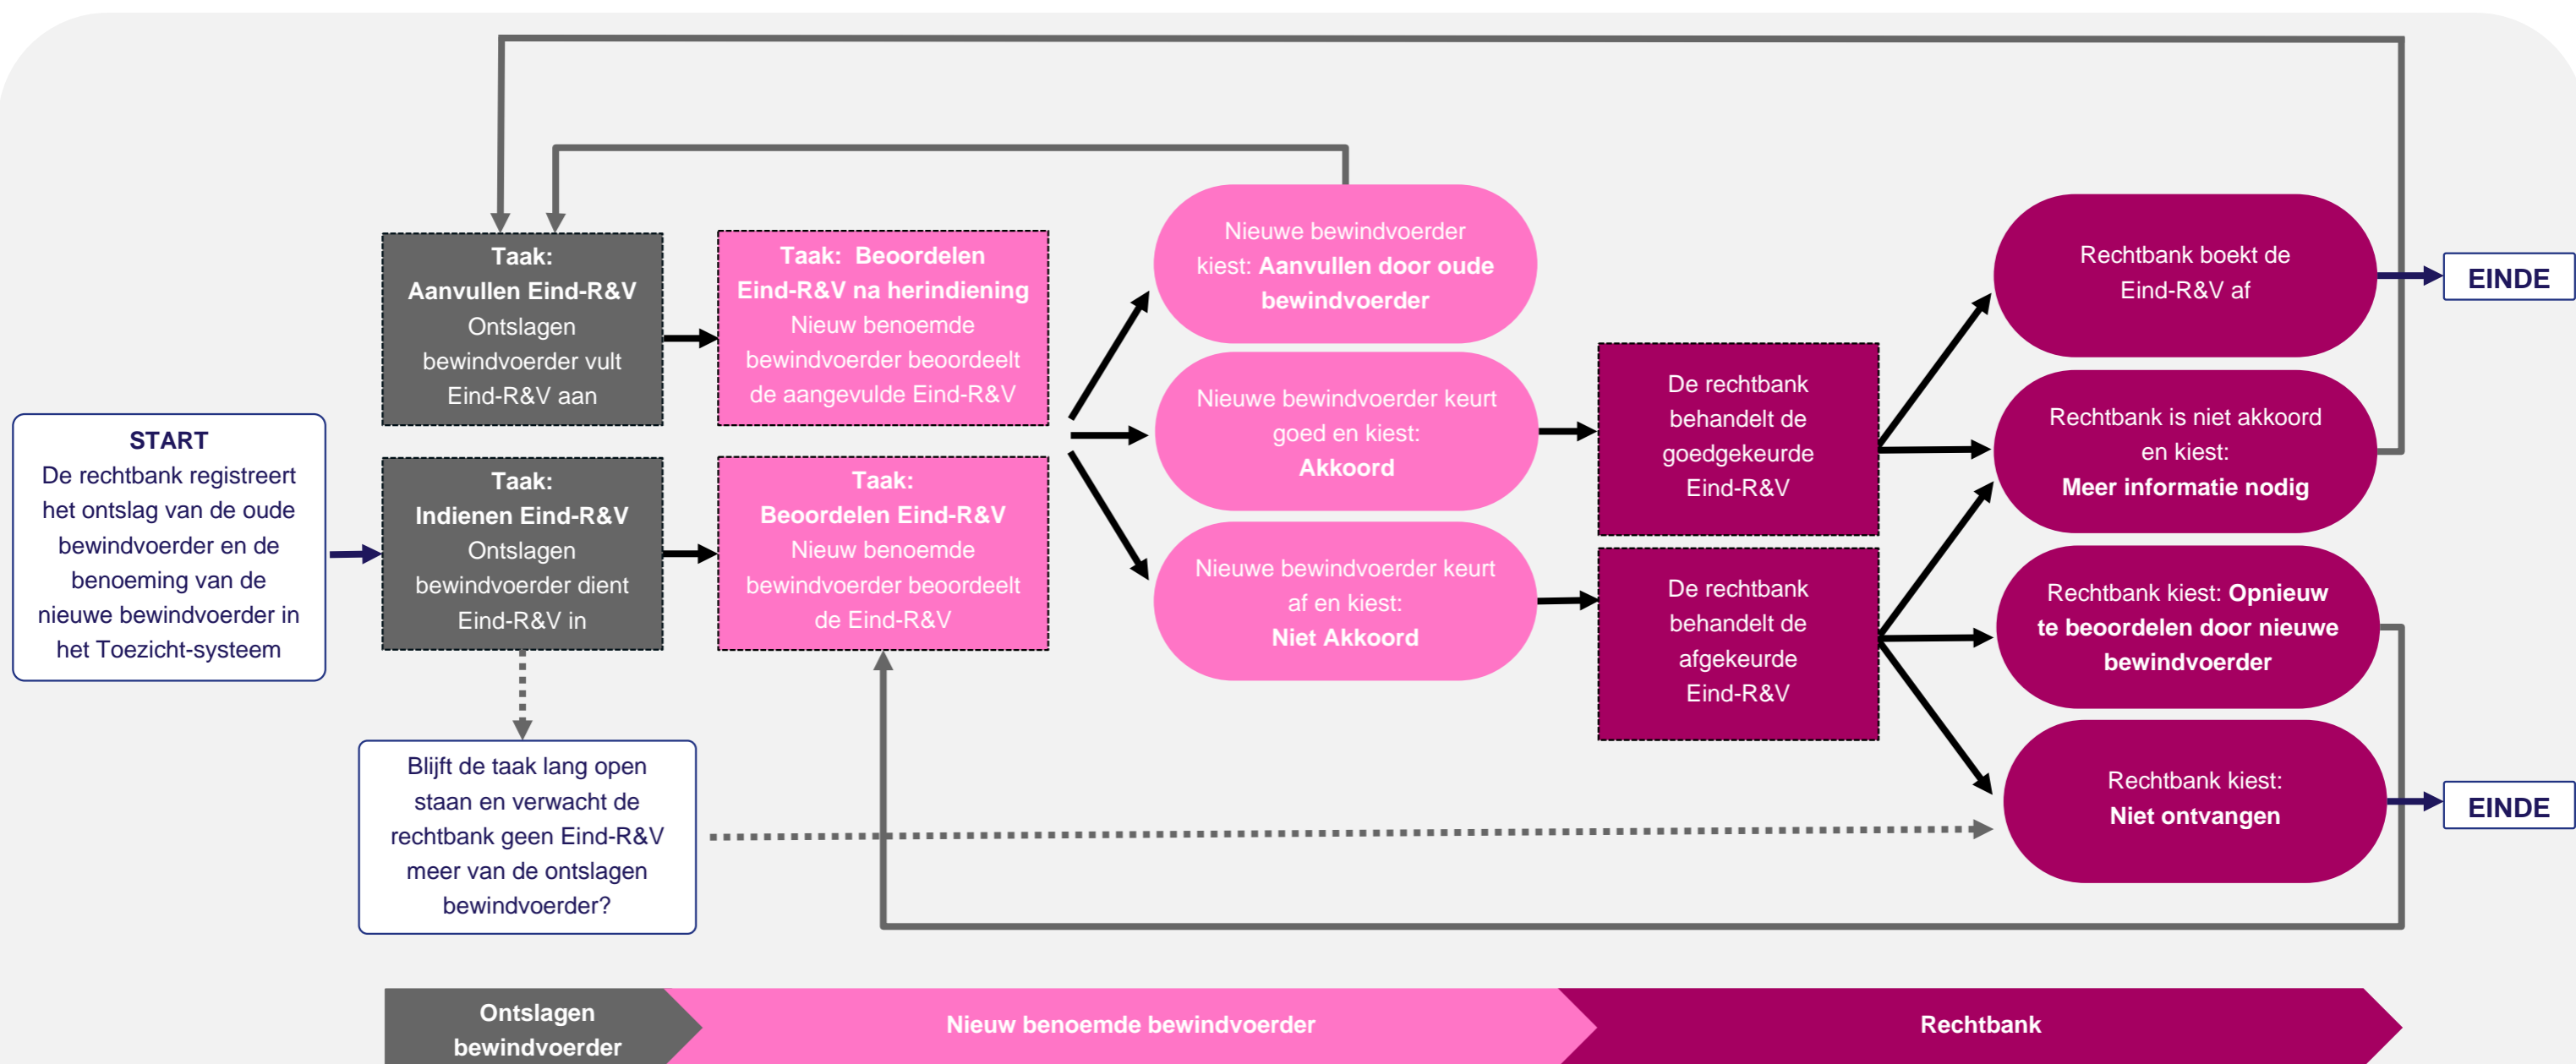 START
De rechtbank registreert
het ontslag van de oude
bewindvoerder en de
benoeming van de
nieuwe bewindvoerder in
het Toezicht-systeem
Taak:
Aanvullen Eind-R&V
Ontslagen
bewindvoerder vult
Eind-R&V aan
Taak:
Indienen Eind-R&V
Ontslagen
bewindvoerder dient
Eind-R&V in
Blijft de taak lang open
staan en verwacht de
rechtbank geen Eind-R&V
meer van de ontslagen
bewindvoerder?
Taak: Beoordelen
Eind-R&V na herindiening
Nieuw benoemde
bewindvoerder beoordeelt
de aangevulde Eind-R&V
Taak:
Beoordelen Eind-R&V
Nieuw benoemde
bewindvoerder beoordeelt
de Eind-R&V
Nieuwe bewindvoerder
kiest: Aanvullen door oude
bewindvoerder
Nieuwe bewindvoerder keurt
goed en kiest:
Akkoord
Nieuwe bewindvoerder keurt
af en kiest:
Niet Akkoord
De rechtbank
behandelt de
goedgekeurde
Eind-R&V
De rechtbank
behandelt de
afgekeurde
Eind-R&V
Rechtbank boekt de
Eind-R&V af
Rechtbank is niet akkoord
en kiest:
Meer informatie nodig
Rechtbank kiest: Opnieuw
te beoordelen door nieuwe
bewindvoerder
Rechtbank kiest:
Niet ontvangen
EINDE
EINDE
Ontslagen
bewindvoerder
Nieuw benoemde bewindvoerder
Rechtbank